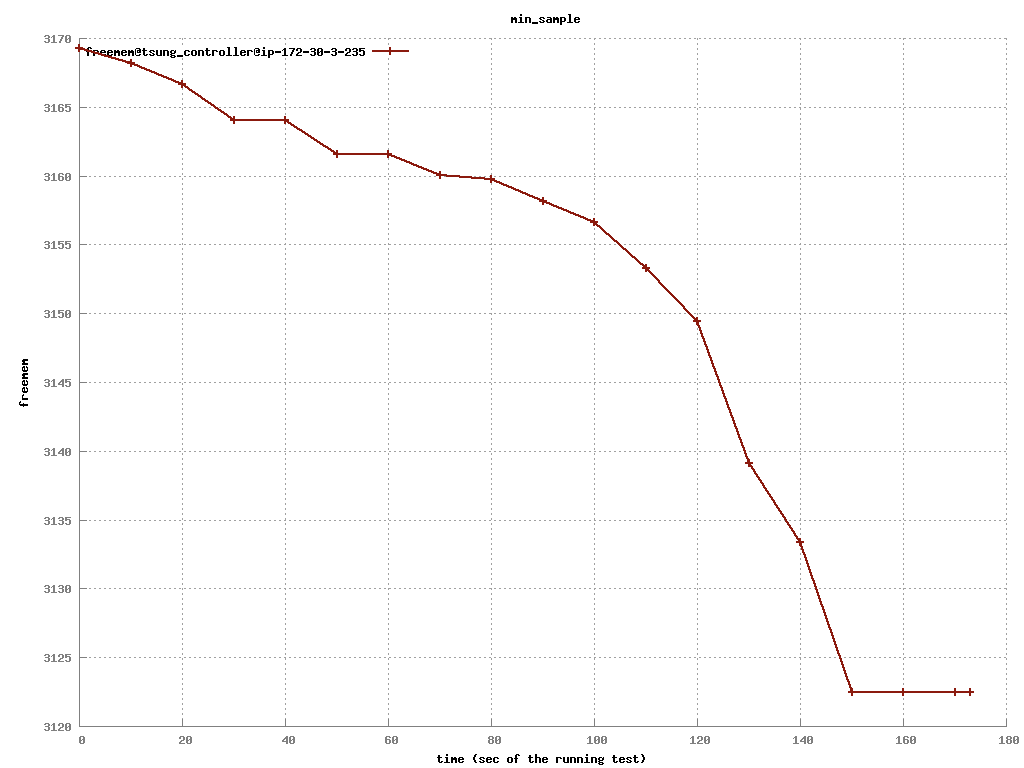 min_sample
3170
freemem@tsung_controller@ip-172-30-3-235
3165
3160
3155
3150
3145
3140
3135
3130
3125
3120
freemem
0 20 40 60 80 100 120 140 160 180
time (sec of the running test)